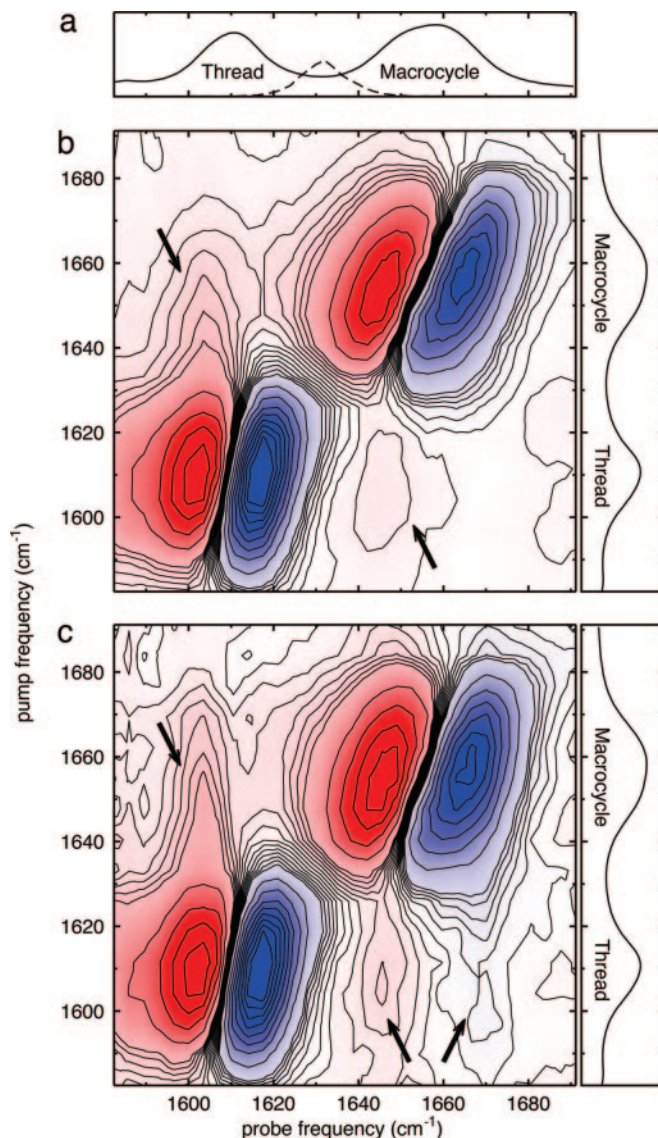 a
Thread
Macrocycle
b
1680
1660
1640
1620
1600
Macrocycle
Thread
pump frequency (cm-1)
c
1680
1660
1640
1620
1600
Macrocycle
Thread
1600 1620 1640 1660 1680
probe frequency (cm-1)